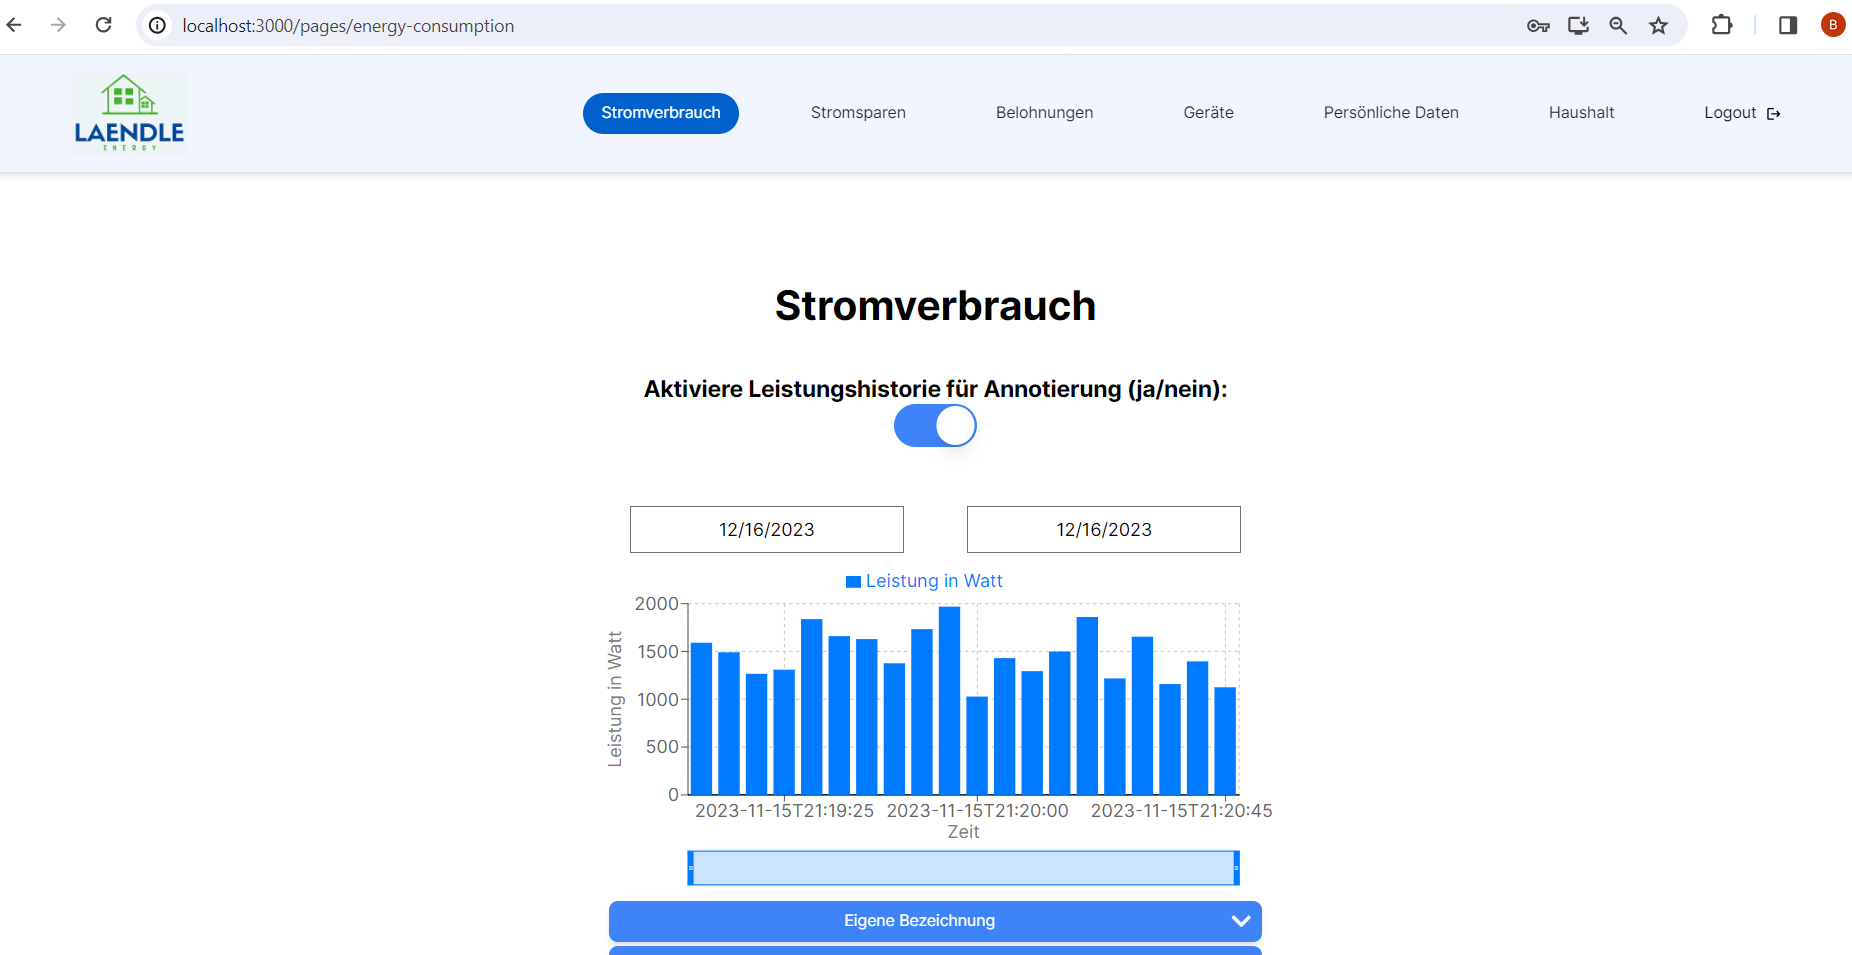 localhost:3000/pages/energy-consumption
B
LAENDLE
ENERGY
Stromverbrauch
Stromsparen
Belohnungen
Geräte
Persönliche Daten
Haushalt
Logout
Stromverbrauch
Aktiviere Leistungshistorie für Annotierung (ja/nein):
12/16/2023
12/16/2023
Leistung in Watt
Leistung in Watt
2000
1500
1000
500
0
2023-11-15T21:19:25
2023-11-15T21:20:00
2023-11-15T21:20:45
Zeit
Eigene Bezeichnung